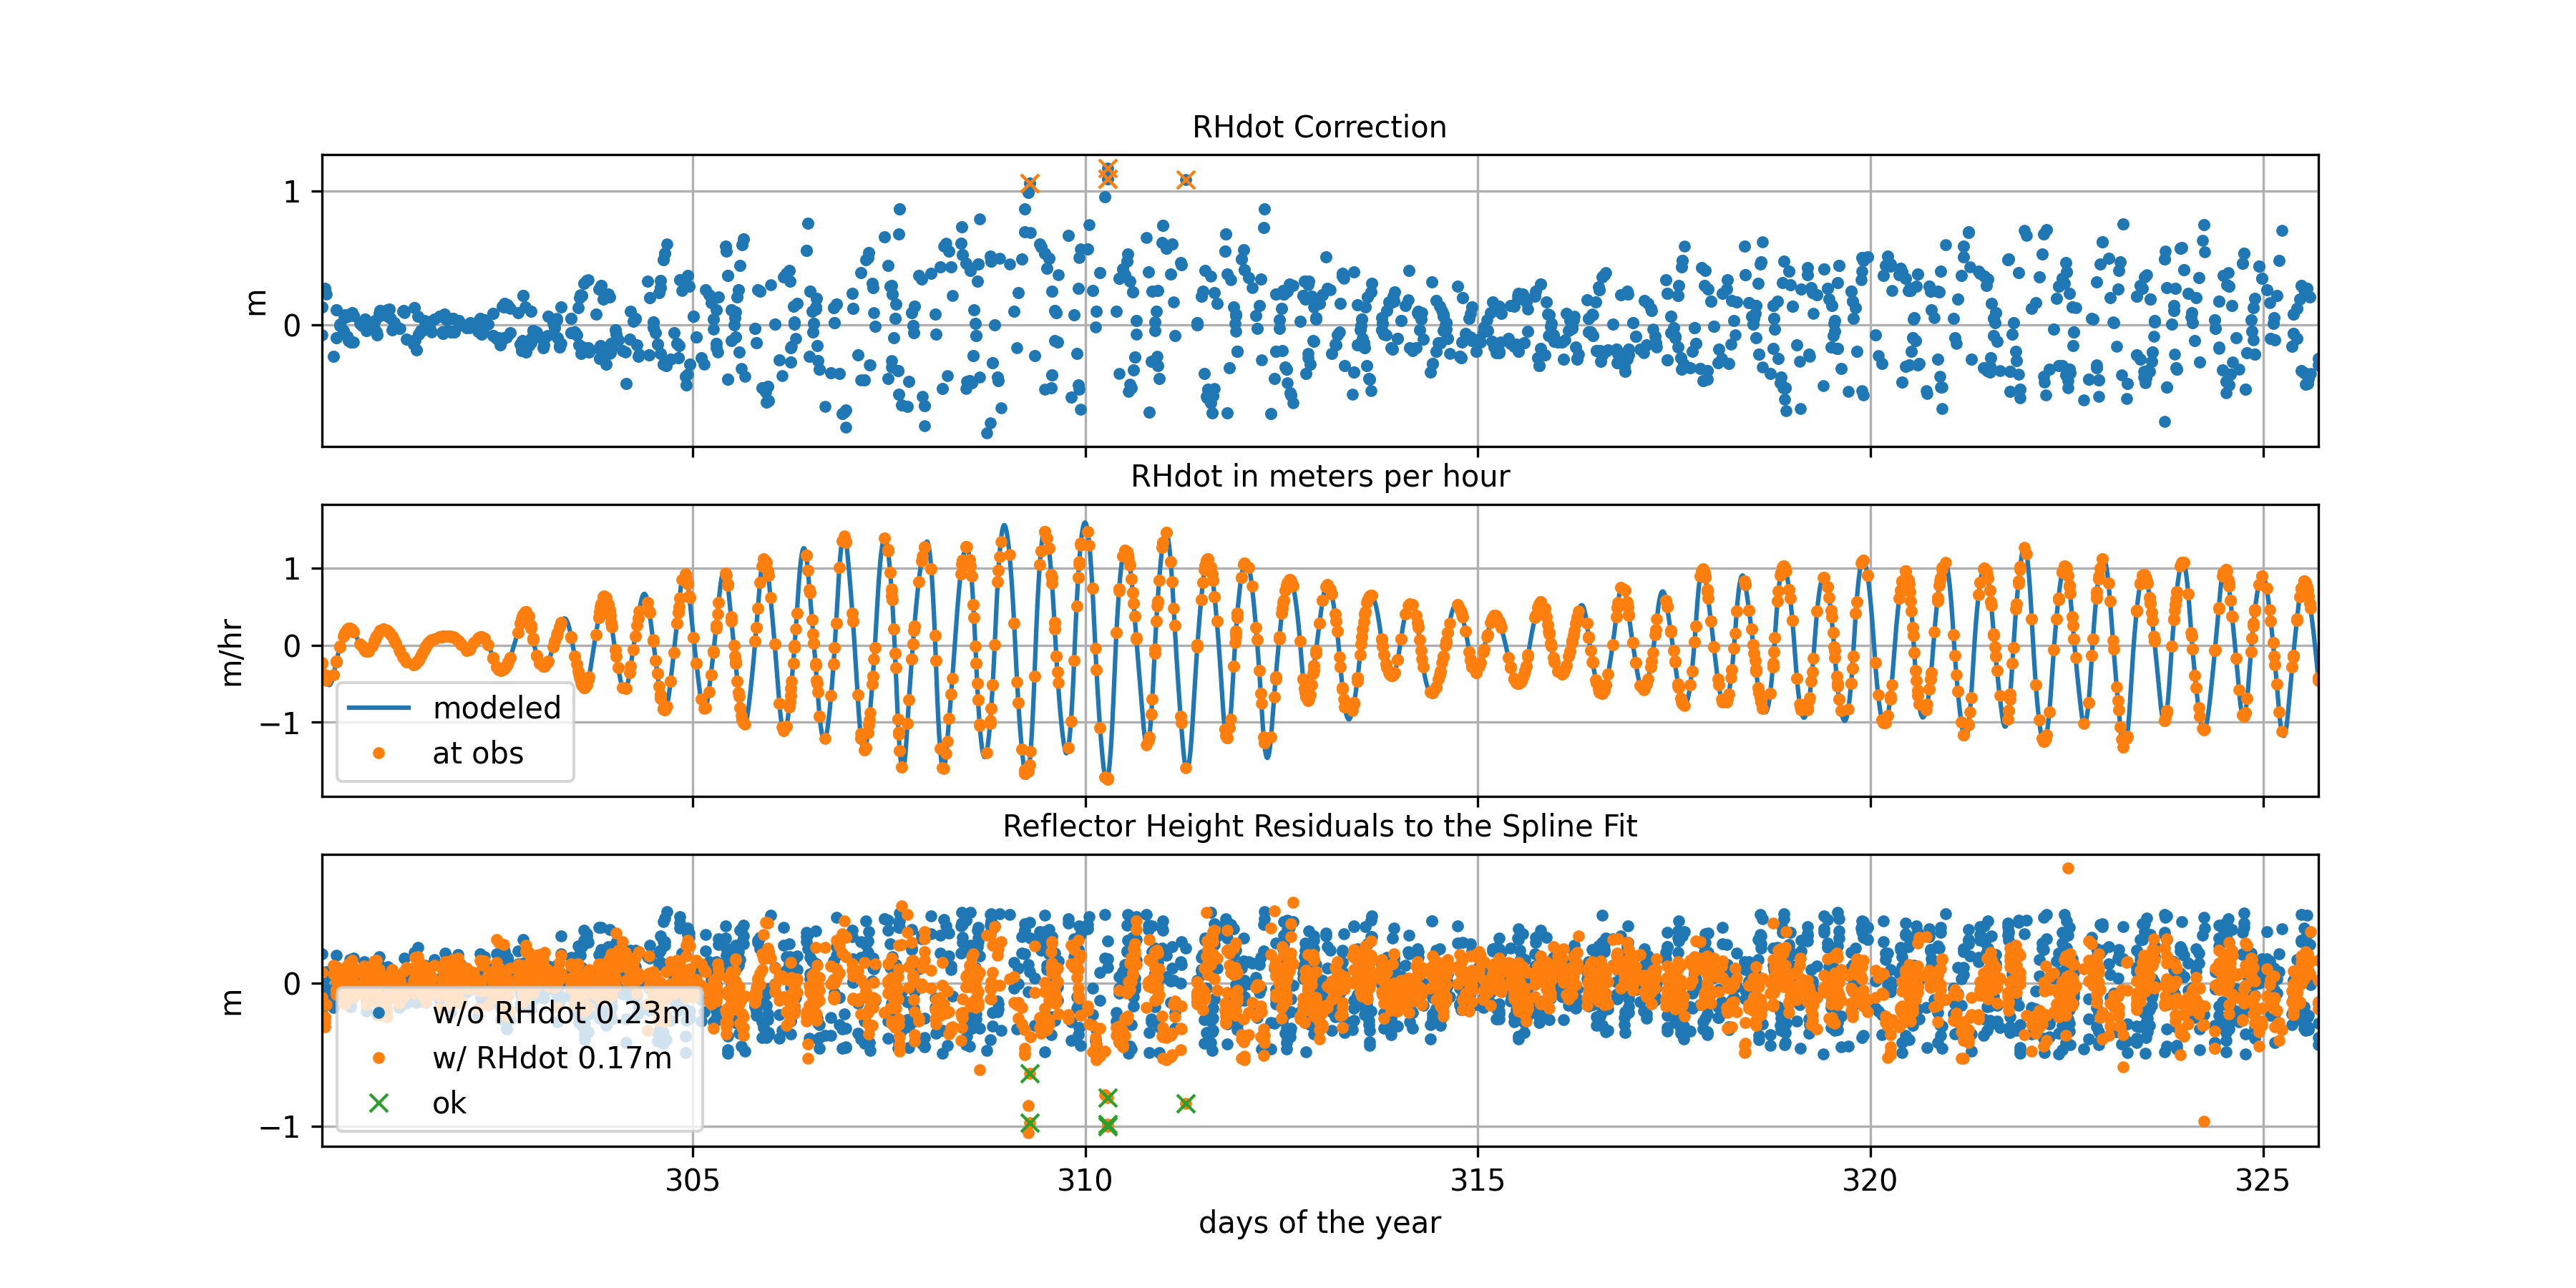 RHdot Correction
1
0
m
RHdot in meters per hour
1
0
−1
m/hr
modeled
at obs
Reflector Height Residuals to the Spline Fit
0
−1
m
w/o RHdot 0.23m
w/ RHdot 0.17m
ok
305 310 315 320 325
days of the year